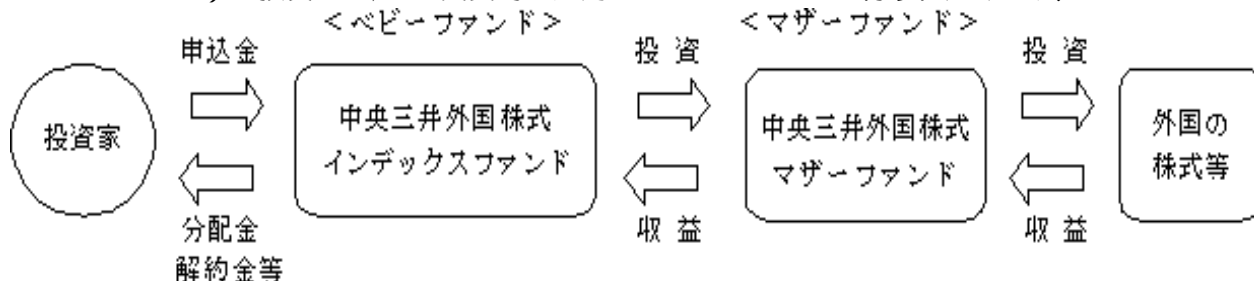 <ベビーファンド>
<マザーファンド>
申込金
投 資
投 資
投資家
中央三井外国株式
インデックスファンド
中央三井外国株式
マザーファンド
外国の
株式等
分配金
解約金等
収 益
収 益